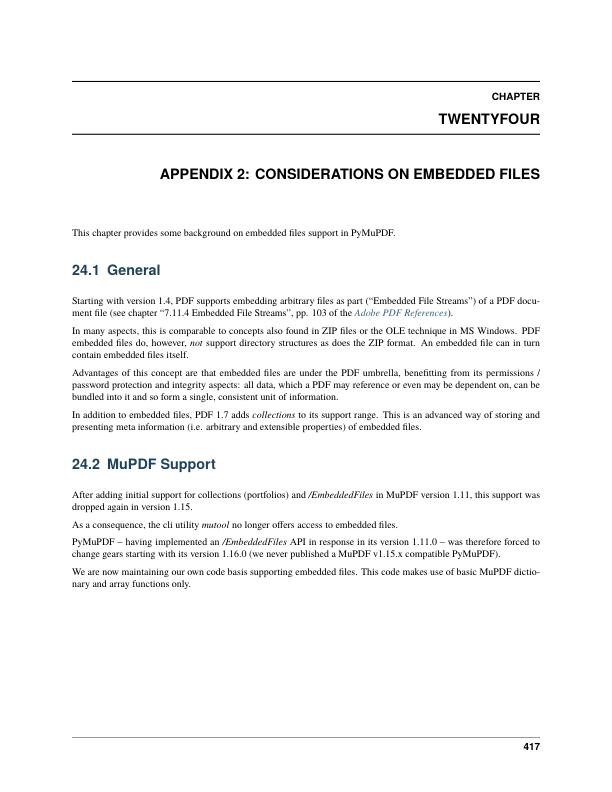 CHAPTER
TWENTYFOUR
APPENDIX 2: CONSIDERATIONS ON EMBEDDED FILES
This chapter provides some background on embedded files support in PyMuPDF.
24.1 General
Starting with version 1.4, PDF supports embedding arbitrary files as part (“Embedded File Streams”) of a PDF docu-
ment file (see chapter “7.11.4 Embedded File Streams”, pp. 103 of the Adobe PDF References).
In many aspects, this is comparable to concepts also found in ZIP files or the OLE technique in MS Windows. PDF
embedded files do, however, not support directory structures as does the ZIP format. An embedded file can in turn
contain embedded files itself.
Advantages of this concept are that embedded files are under the PDF umbrella, benefitting from its permissions /
password protection and integrity aspects: all data, which a PDF may reference or even may be dependent on, can be
bundled into it and so form a single, consistent unit of information.
In addition to embedded files, PDF 1.7 adds collections to its support range. This is an advanced way of storing and
presenting meta information (i.e. arbitrary and extensible properties) of embedded files.
24.2 MuPDF Support
After adding initial support for collections (portfolios) and /EmbeddedFiles in MuPDF version 1.11, this support was
dropped again in version 1.15.
As a consequence, the cli utility mutool no longer offers access to embedded files.
PyMuPDF – having implemented an /EmbeddedFiles API in response in its version 1.11.0 – was therefore forced to
change gears starting with its version 1.16.0 (we never published a MuPDF v1.15.x compatible PyMuPDF).
We are now maintaining our own code basis supporting embedded files. This code makes use of basic MuPDF dictio-
nary and array functions only.
417